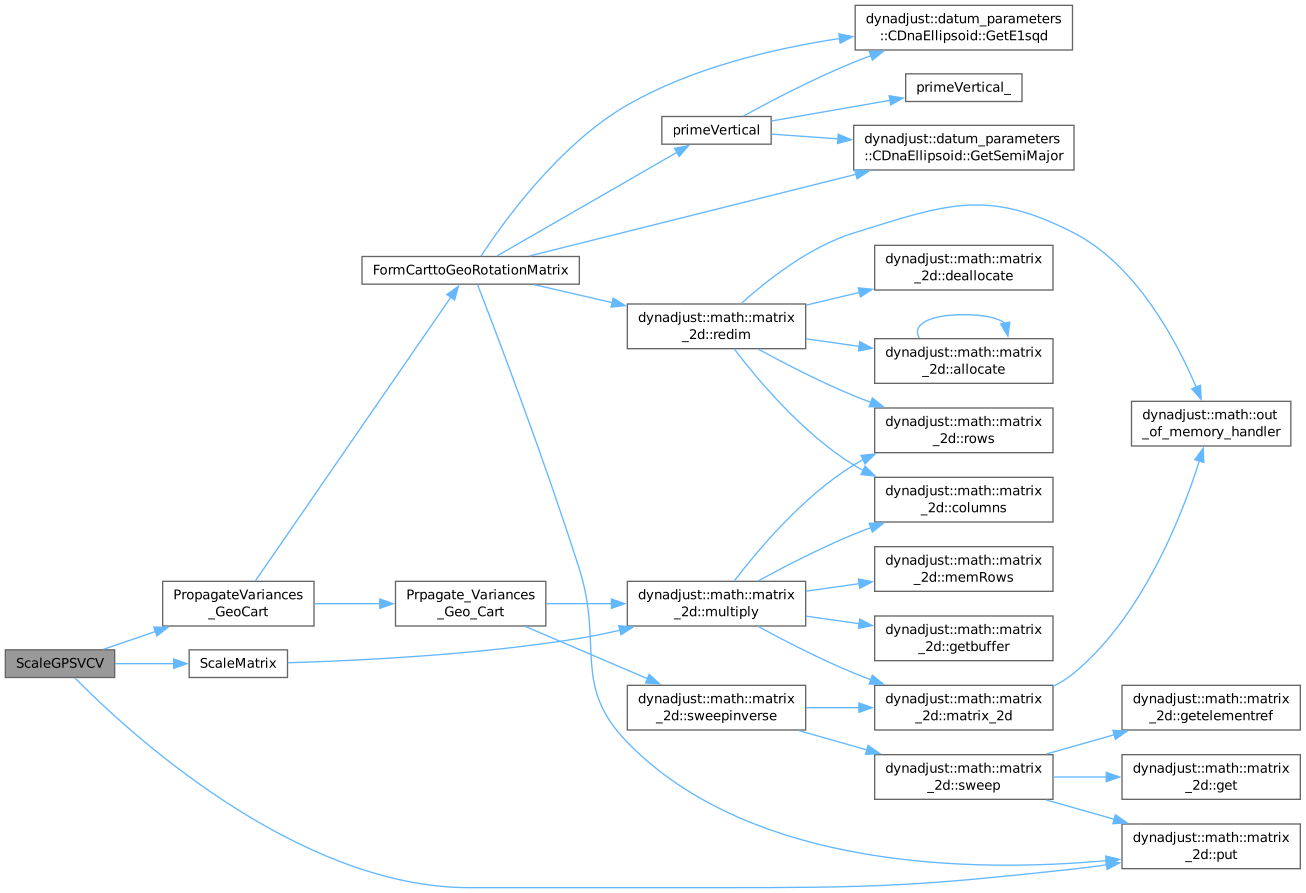 dynadjust::datum_parameters
::CDnaEllipsoid::GetE1sqd
primeVertical_
primeVertical
dynadjust::datum_parameters
::CDnaEllipsoid::GetSemiMajor
FormCarttoGeoRotationMatrix
dynadjust::math::matrix
_2d::deallocate
dynadjust::math::matrix
_2d::redim
dynadjust::math::matrix
_2d::allocate
dynadjust::math::matrix
_2d::rows
dynadjust::math::out
_of_memory_handler
dynadjust::math::matrix
_2d::columns
dynadjust::math::matrix
_2d::memRows
PropagateVariances
_GeoCart
Prpagate_Variances
_Geo_Cart
dynadjust::math::matrix
_2d::multiply
dynadjust::math::matrix
_2d::getbuffer
ScaleGPSVCV
ScaleMatrix
dynadjust::math::matrix
_2d::sweepinverse
dynadjust::math::matrix
_2d::matrix_2d
dynadjust::math::matrix
_2d::getelementref
dynadjust::math::matrix
_2d::sweep
dynadjust::math::matrix
_2d::get
dynadjust::math::matrix
_2d::put